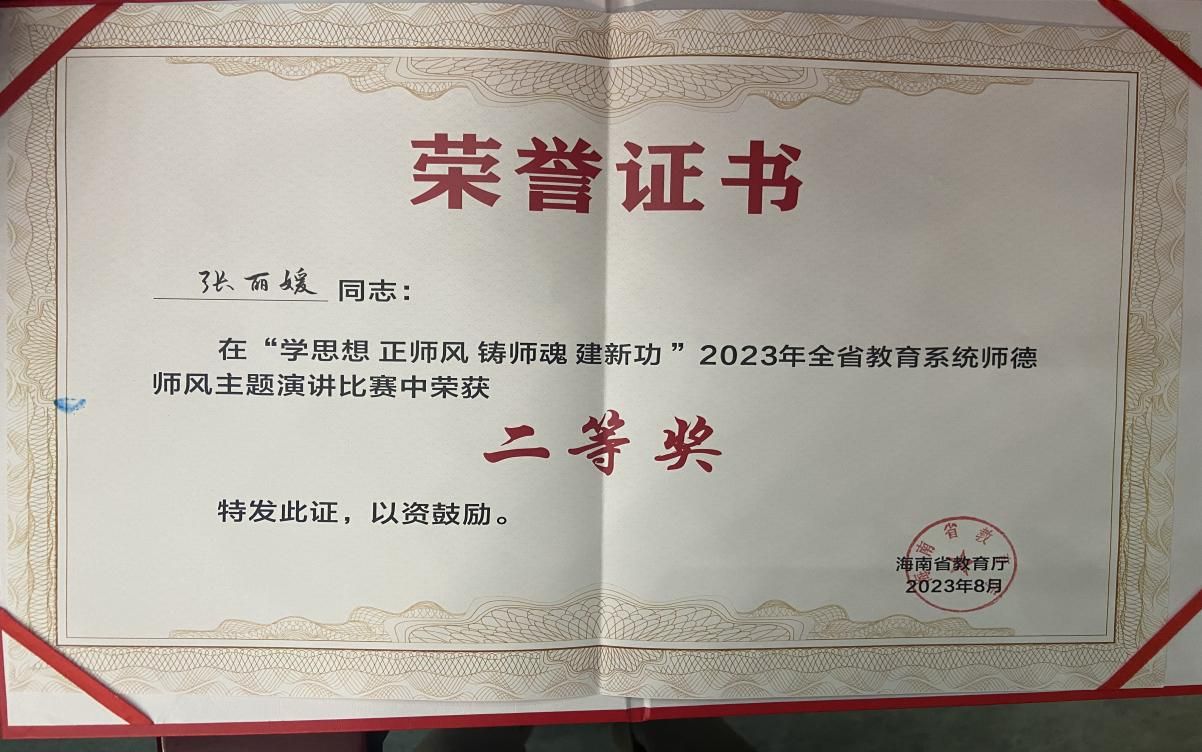 荣誉证书
张丽媛 同志：
在“学思想 正师风 铸师魂 建新功”2023年全省教育系统师德
师风主题演讲比赛中荣获
二等奖
特发此证，以资鼓励。
海南省教育厅
2023年8月